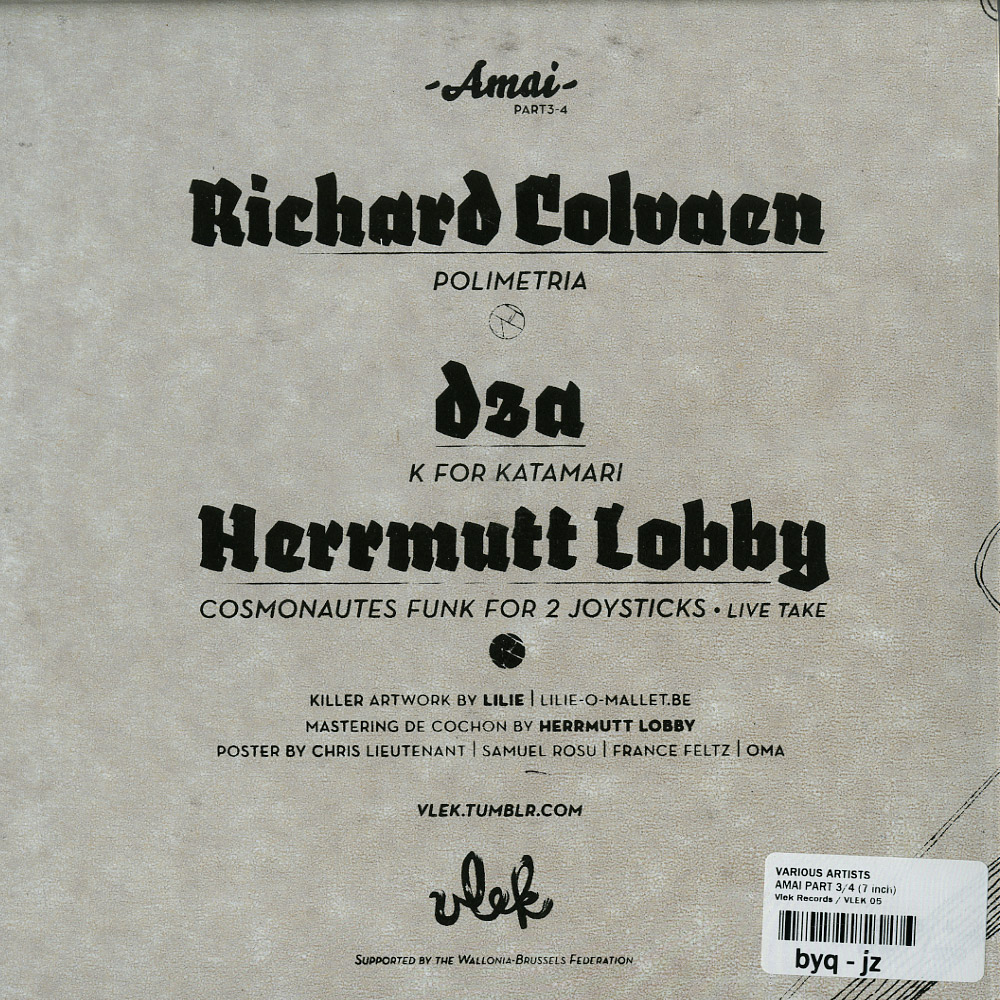 -Amai-
PART3-4
Richard Colvaen
POLIMETRIA
dza
K FOR KATAMARI
Herrmutt Lobby
COSMONAUTES FUNK FOR 2 JOYSTICKS • LIVE TAKE
KILLER ARTWORK BY LILIE | LILIE-O-MALLET.BE
MASTERING DE COCHON BY HERRMUTT LOBBY
POSTER BY CHRIS LIEUTENANT | SAMUEL ROSU | FRANCE FELTZ | OMA
VLEK.TUMBLR.COM
vlek
SUPPORTED BY THE WALLONIA-BRUSSELS FEDERATION
VARIOUS ARTISTS
AMAI PART 3/4 (7 inch)
Vlek Records / VLEK 05
byq - jz